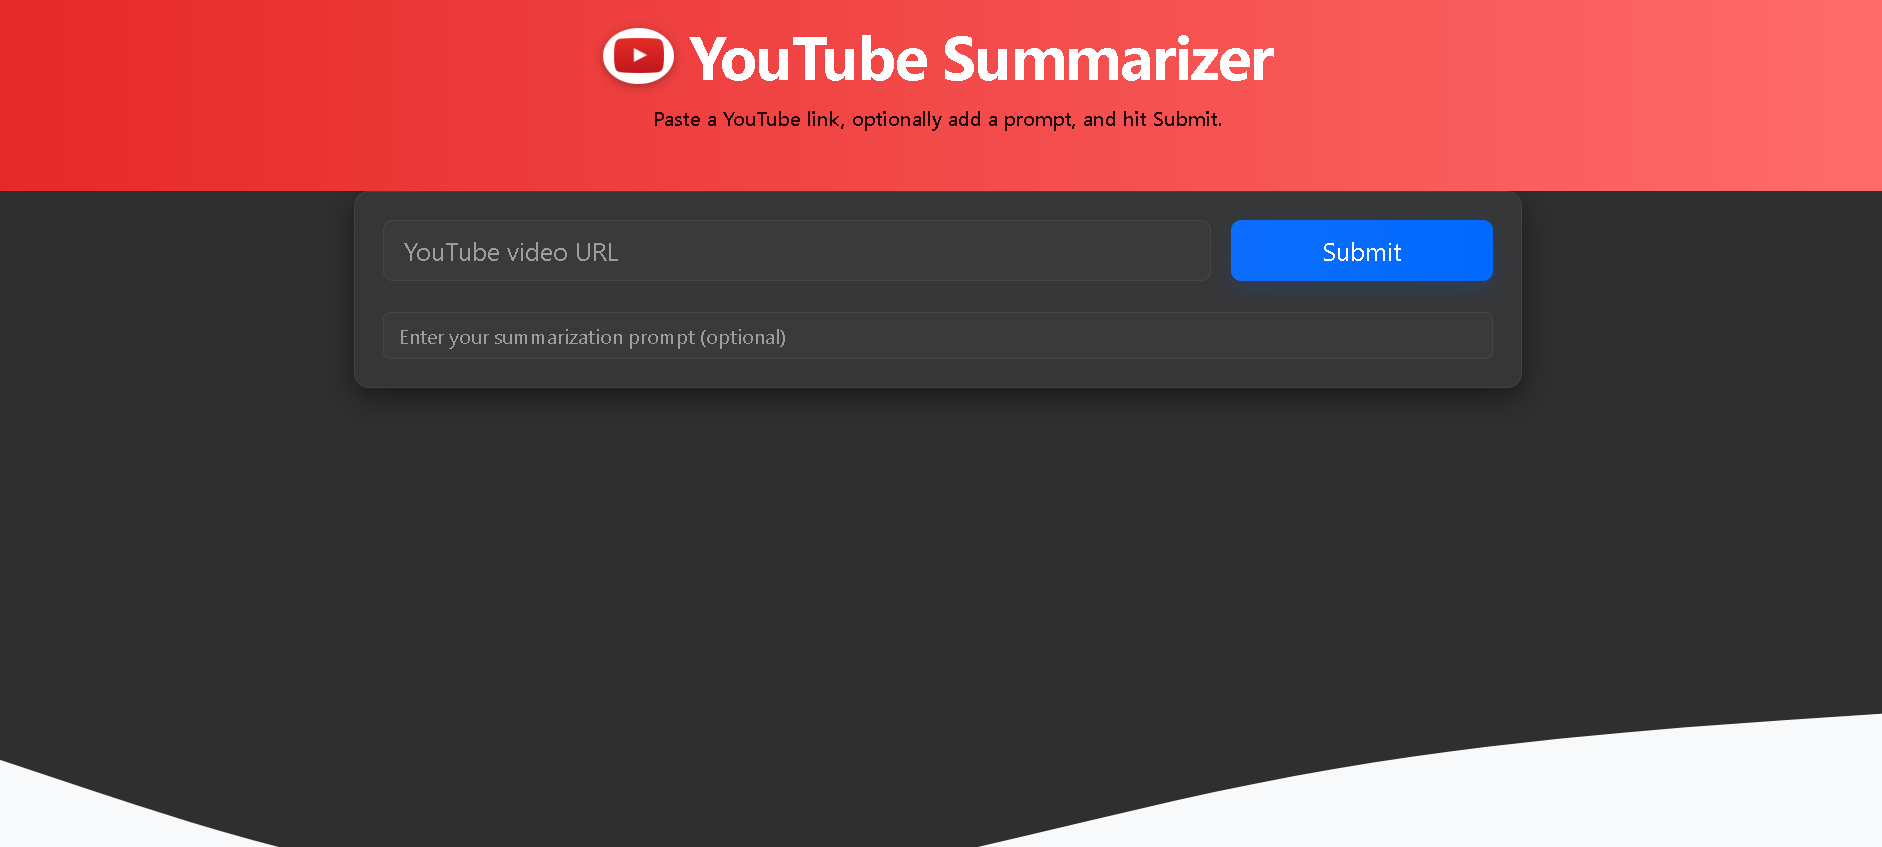 YouTube Summarizer
Paste a YouTube link, optionally add a prompt, and hit Submit.
YouTube video URL
Submit
Enter your summarization prompt (optional)